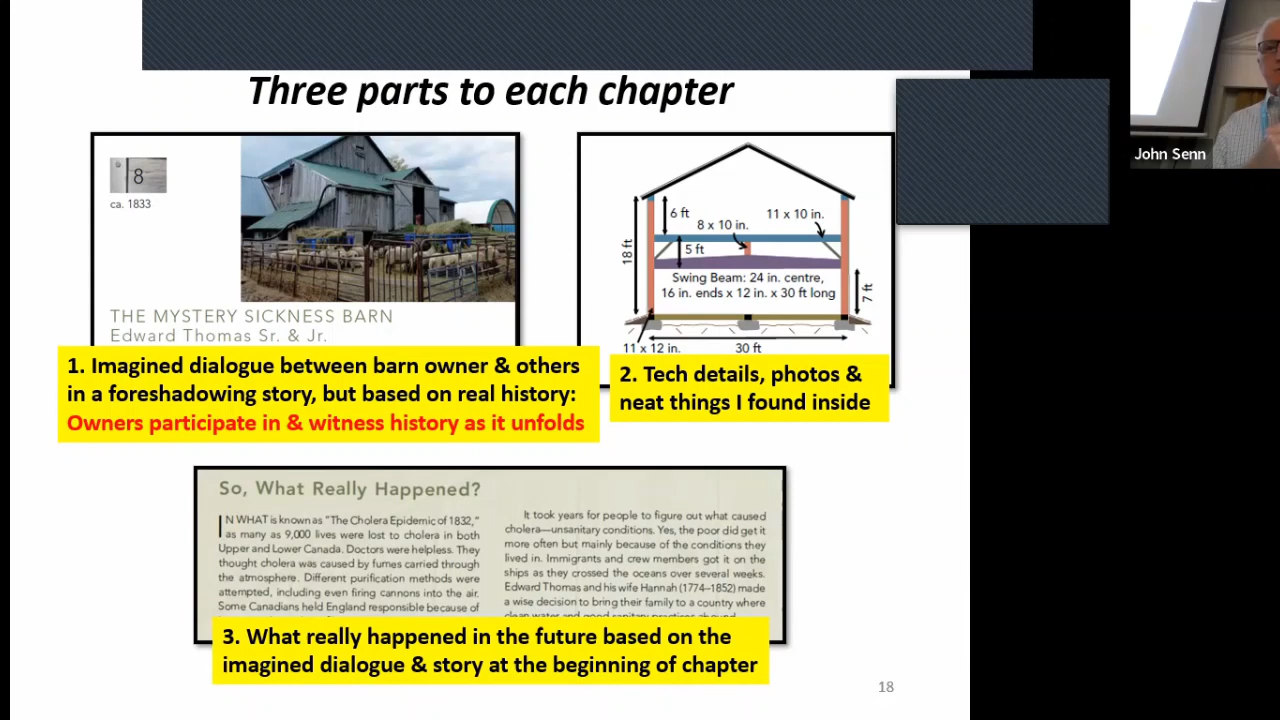 Three parts to each chapter
John Senn
8
ca. 1833
THE MYSTERY SICKNESS BARN
Edward Thomas Sr. & Jr.
1. Imagined dialogue between barn owner & others
in a foreshadowing story, but based on real history:
Owners participate in & witness history as it unfolds
6 ft
8 x 10 in.
11 x 10 in.
18 ft
5 ft
Swing Beam: 24 in. centre,
16 in. ends x 12 in. x 30 ft long
7 ft
11 x 12 in.
30 ft
2. Tech details, photos &
neat things I found inside
So, What Really Happened?
IN WHAT is known as "The Cholera Epidemic of 1832,"
as many as 9,000 lives were lost to cholera in both
Upper and Lower Canada. Doctors were helpless. They
thought cholera was caused by fumes carried through
the atmosphere. Different purification methods were
attempted, including even firing cannons into the air.
Some Canadians held England responsible because of
It took years for people to figure out what caused
cholera—unsanitary conditions. Yes, the poor did get it
more often but mainly because of the conditions they
lived in. Immigrants and crew members got it on the
ships as they crossed the oceans over several weeks.
Edward Thomas and his wife Hannah (1774–1852) made
a wise decision to bring their family to a country where
clean water and good sanitary practices abound
3. What really happened in the future based on the
imagined dialogue & story at the beginning of chapter
18